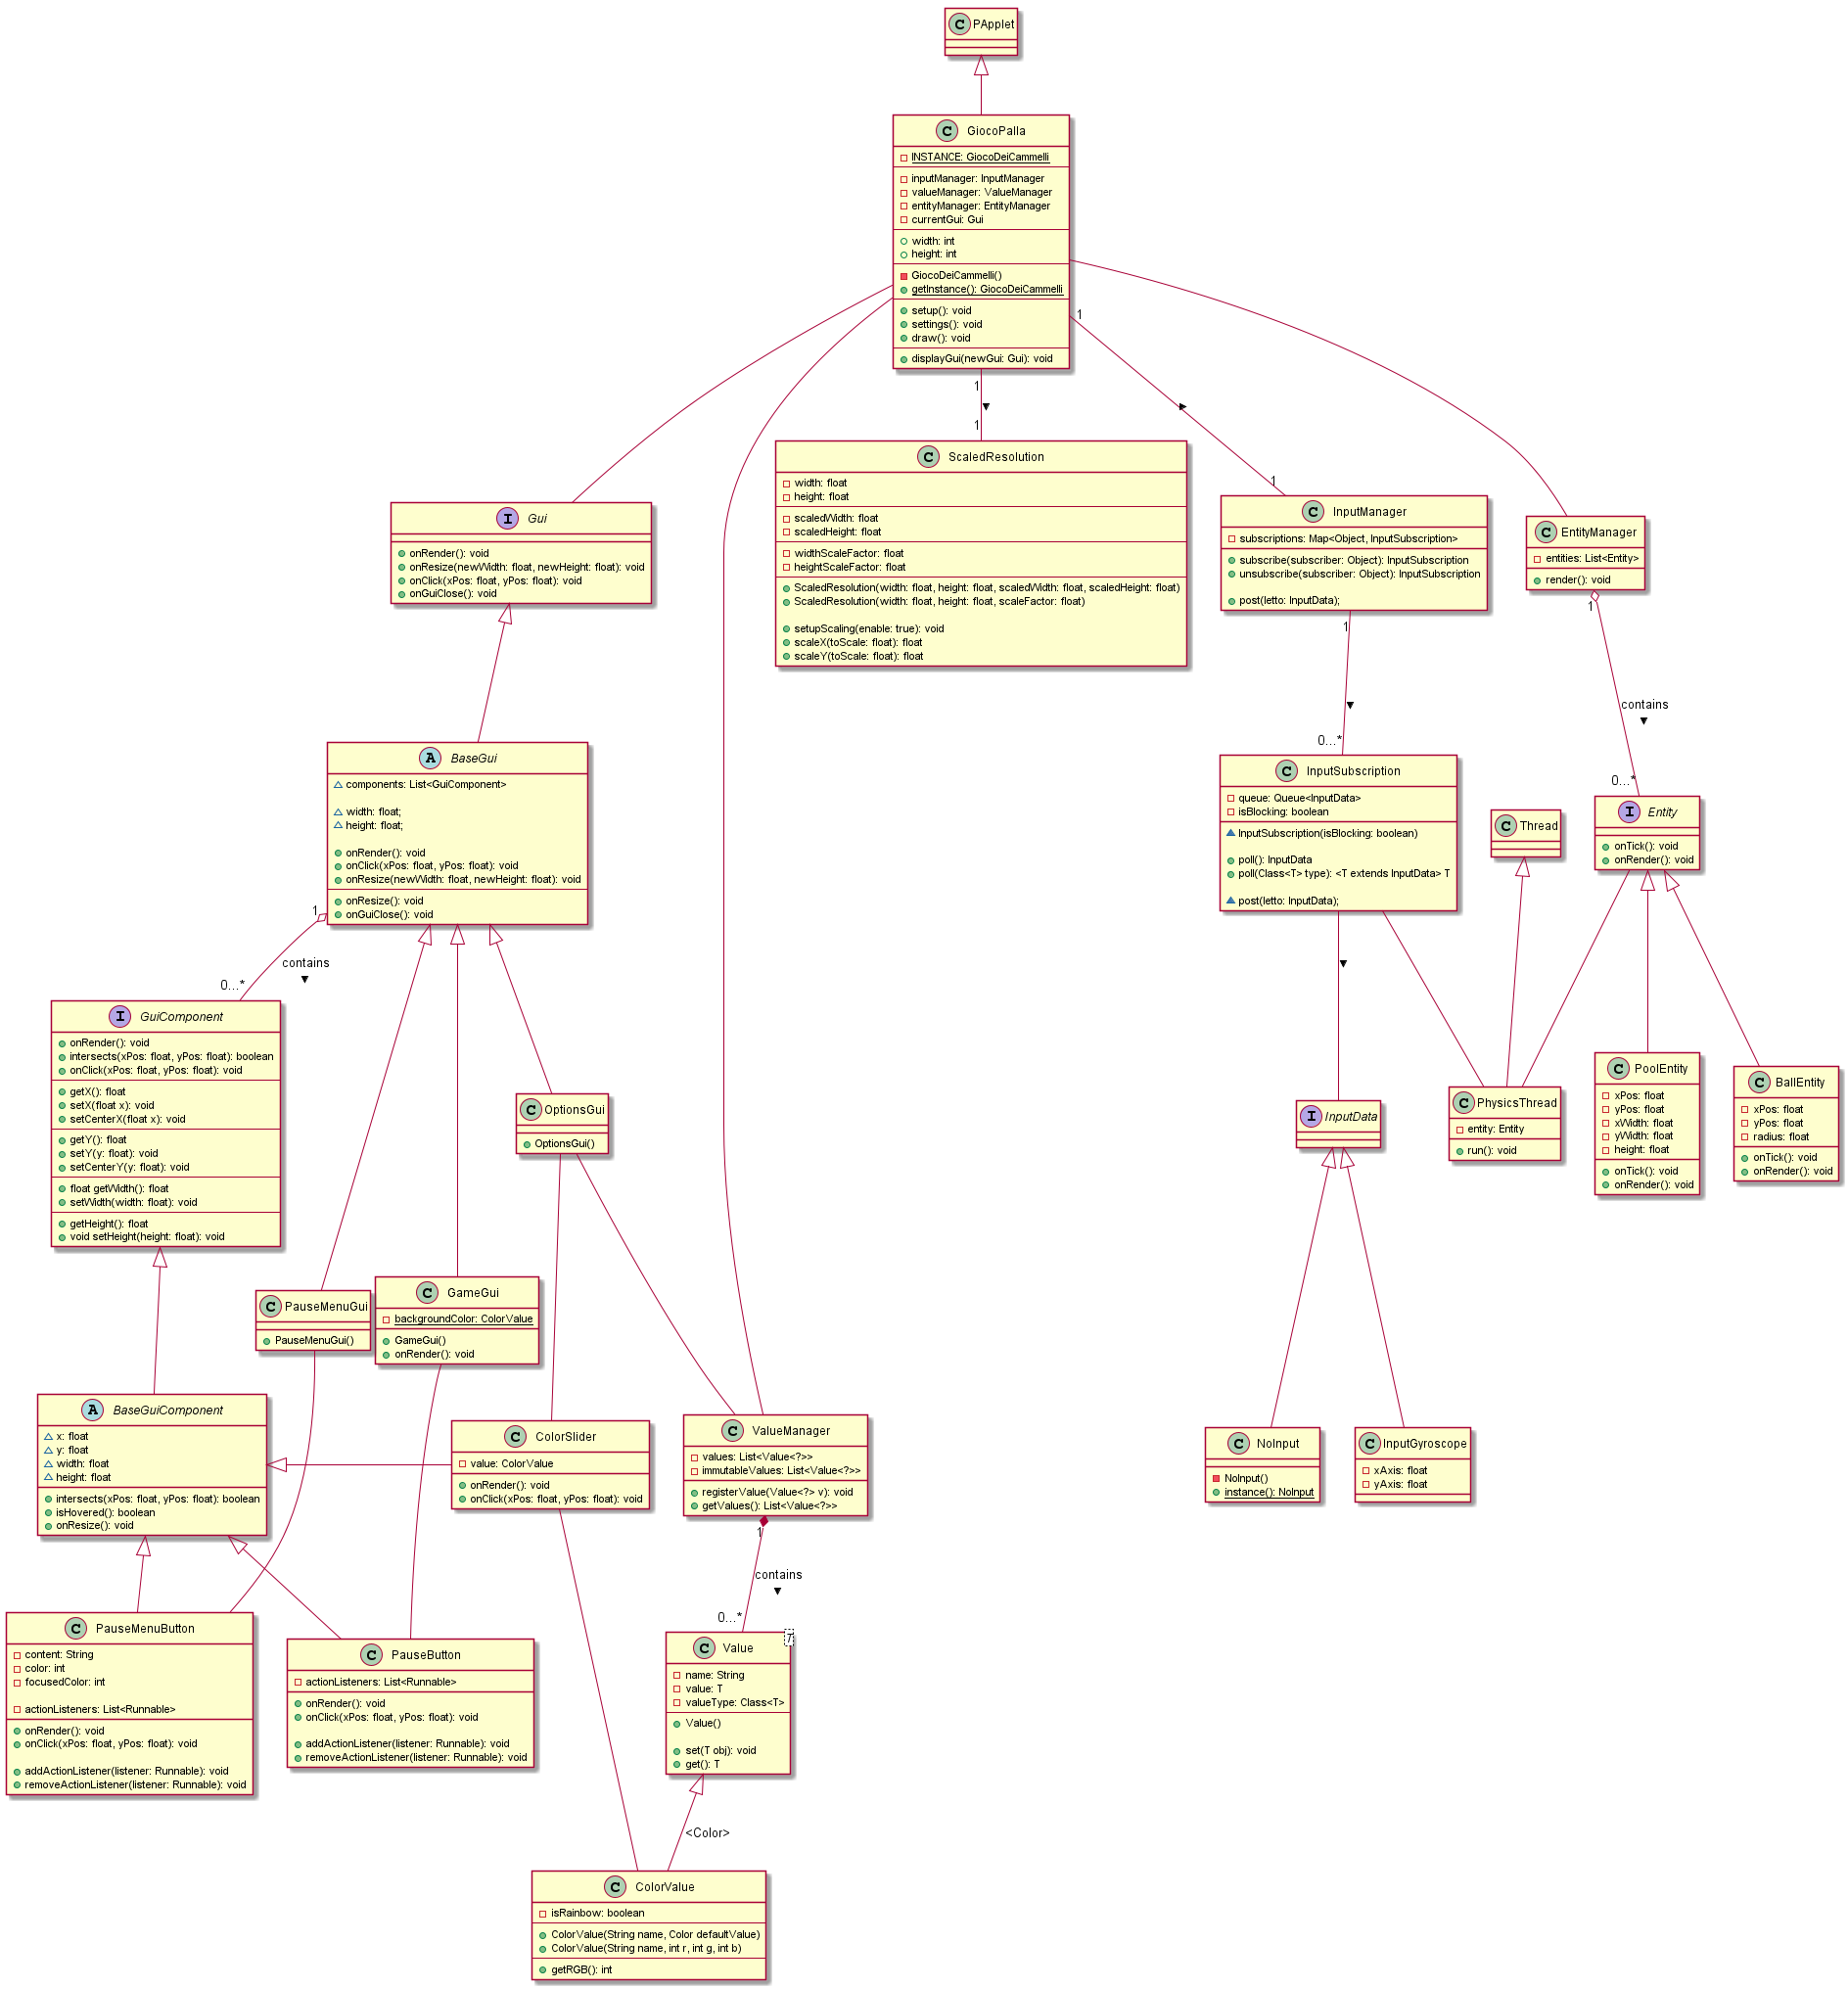 C PApplet
C GiocoPalla
INSTANCE: GiocoDeiCammelli
inputManager: InputManager
valueManager: ValueManager
entityManager: EntityManager
currentGui: Gui
width: int
height: int
GiocoDeiCammelli()
getInstance(): GiocoDeiCammelli
setup(): void
settings(): void
draw(): void
displayGui(newGui: Gui): void
1
1
1
1
I Gui
onRender(): void
onResize(newWidth: float, newHeight: float): void
onClick(xPos: float, yPos: float): void
onGuiClose(): void
C ScaledResolution
width: float
height: float
scaledWidth: float
scaledHeight: float
widthScaleFactor: float
heightScaleFactor: float
ScaledResolution(width: float, height: float, scaledWidth: float, scaledHeight: float)
ScaledResolution(width: float, height: float, scaleFactor: float)
setupScaling(enable: true): void
scaleX(toScale: float): float
scaleY(toScale: float): float
C InputManager
subscriptions: Map<Object, InputSubscription>
subscribe(subscriber: Object): InputSubscription
unsubscribe(subscriber: Object): InputSubscription
post(letto: InputData);
1
0...*
C EntityManager
entities: List<Entity>
render(): void
1
contains
0...*
A BaseGui
components: List<GuiComponent>
width: float;
height: float;
onRender(): void
onClick(xPos: float, yPos: float): void
onResize(newWidth: float, newHeight: float): void
onResize(): void
onGuiClose(): void
1
contains
0...*
C InputSubscription
queue: Queue<InputData>
isBlocking: boolean
InputSubscription(isBlocking: boolean)
poll(): InputData
poll(Class<T> type): <T extends InputData> T
post(letto: InputData);
C Thread
I Entity
onTick(): void
onRender(): void
I GuiComponent
onRender(): void
intersects(xPos: float, yPos: float): boolean
onClick(xPos: float, yPos: float): void
getX(): float
setX(float x): void
setCenterX(float x): void
getY(): float
setY(y: float): void
setCenterY(y: float): void
float getWidth(): float
setWidth(width: float): void
getHeight(): float
void setHeight(height: float): void
C OptionsGui
OptionsGui()
I InputData
C PhysicsThread
entity: Entity
run(): void
C PoolEntity
xPos: float
yPos: float
xWidth: float
yWidth: float
height: float
onTick(): void
onRender(): void
C BallEntity
xPos: float
yPos: float
radius: float
onTick(): void
onRender(): void
C PauseMenuGui
PauseMenuGui()
C GameGui
backgroundColor: ColorValue
GameGui()
onRender(): void
A BaseGuiComponent
x: float
y: float
width: float
height: float
intersects(xPos: float, yPos: float): boolean
isHovered(): boolean
onResize(): void
C ColorSlider
value: ColorValue
onRender(): void
onClick(xPos: float, yPos: float): void
C ValueManager
values: List<Value<?>>
immutableValues: List<Value<?>>
registerValue(Value<?> v): void
getValues(): List<Value<?>>
1
contains
0...*
C NoInput
NoInput()
instance(): NoInput
C InputGyroscope
xAxis: float
yAxis: float
C PauseMenuButton
content: String
color: int
focusedColor: int
actionListeners: List<Runnable>
onRender(): void
onClick(xPos: float, yPos: float): void
addActionListener(listener: Runnable): void
removeActionListener(listener: Runnable): void
C PauseButton
actionListeners: List<Runnable>
onRender(): void
onClick(xPos: float, yPos: float): void
addActionListener(listener: Runnable): void
removeActionListener(listener: Runnable): void
C Value T
name: String
value: T
valueType: Class<T>
Value()
set(T obj): void
get(): T
<Color>
C ColorValue
isRainbow: boolean
ColorValue(String name, Color defaultValue)
ColorValue(String name, int r, int g, int b)
getRGB(): int